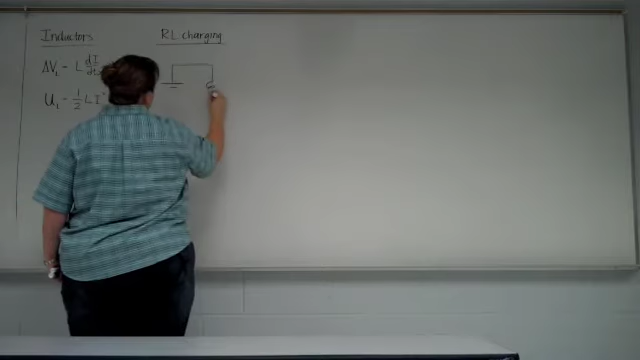 Inductors
RL charging
ΔV_L = L dI/dt
U_L = 1/2 L I²